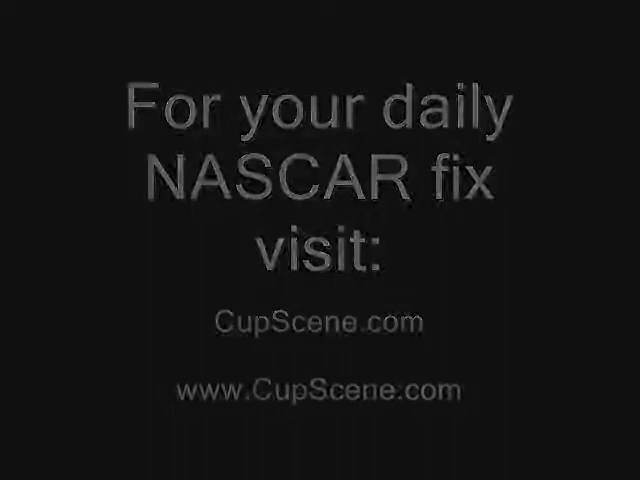 For your daily
NASCAR fix
visit:
CupScene.com
www.CupScene.com